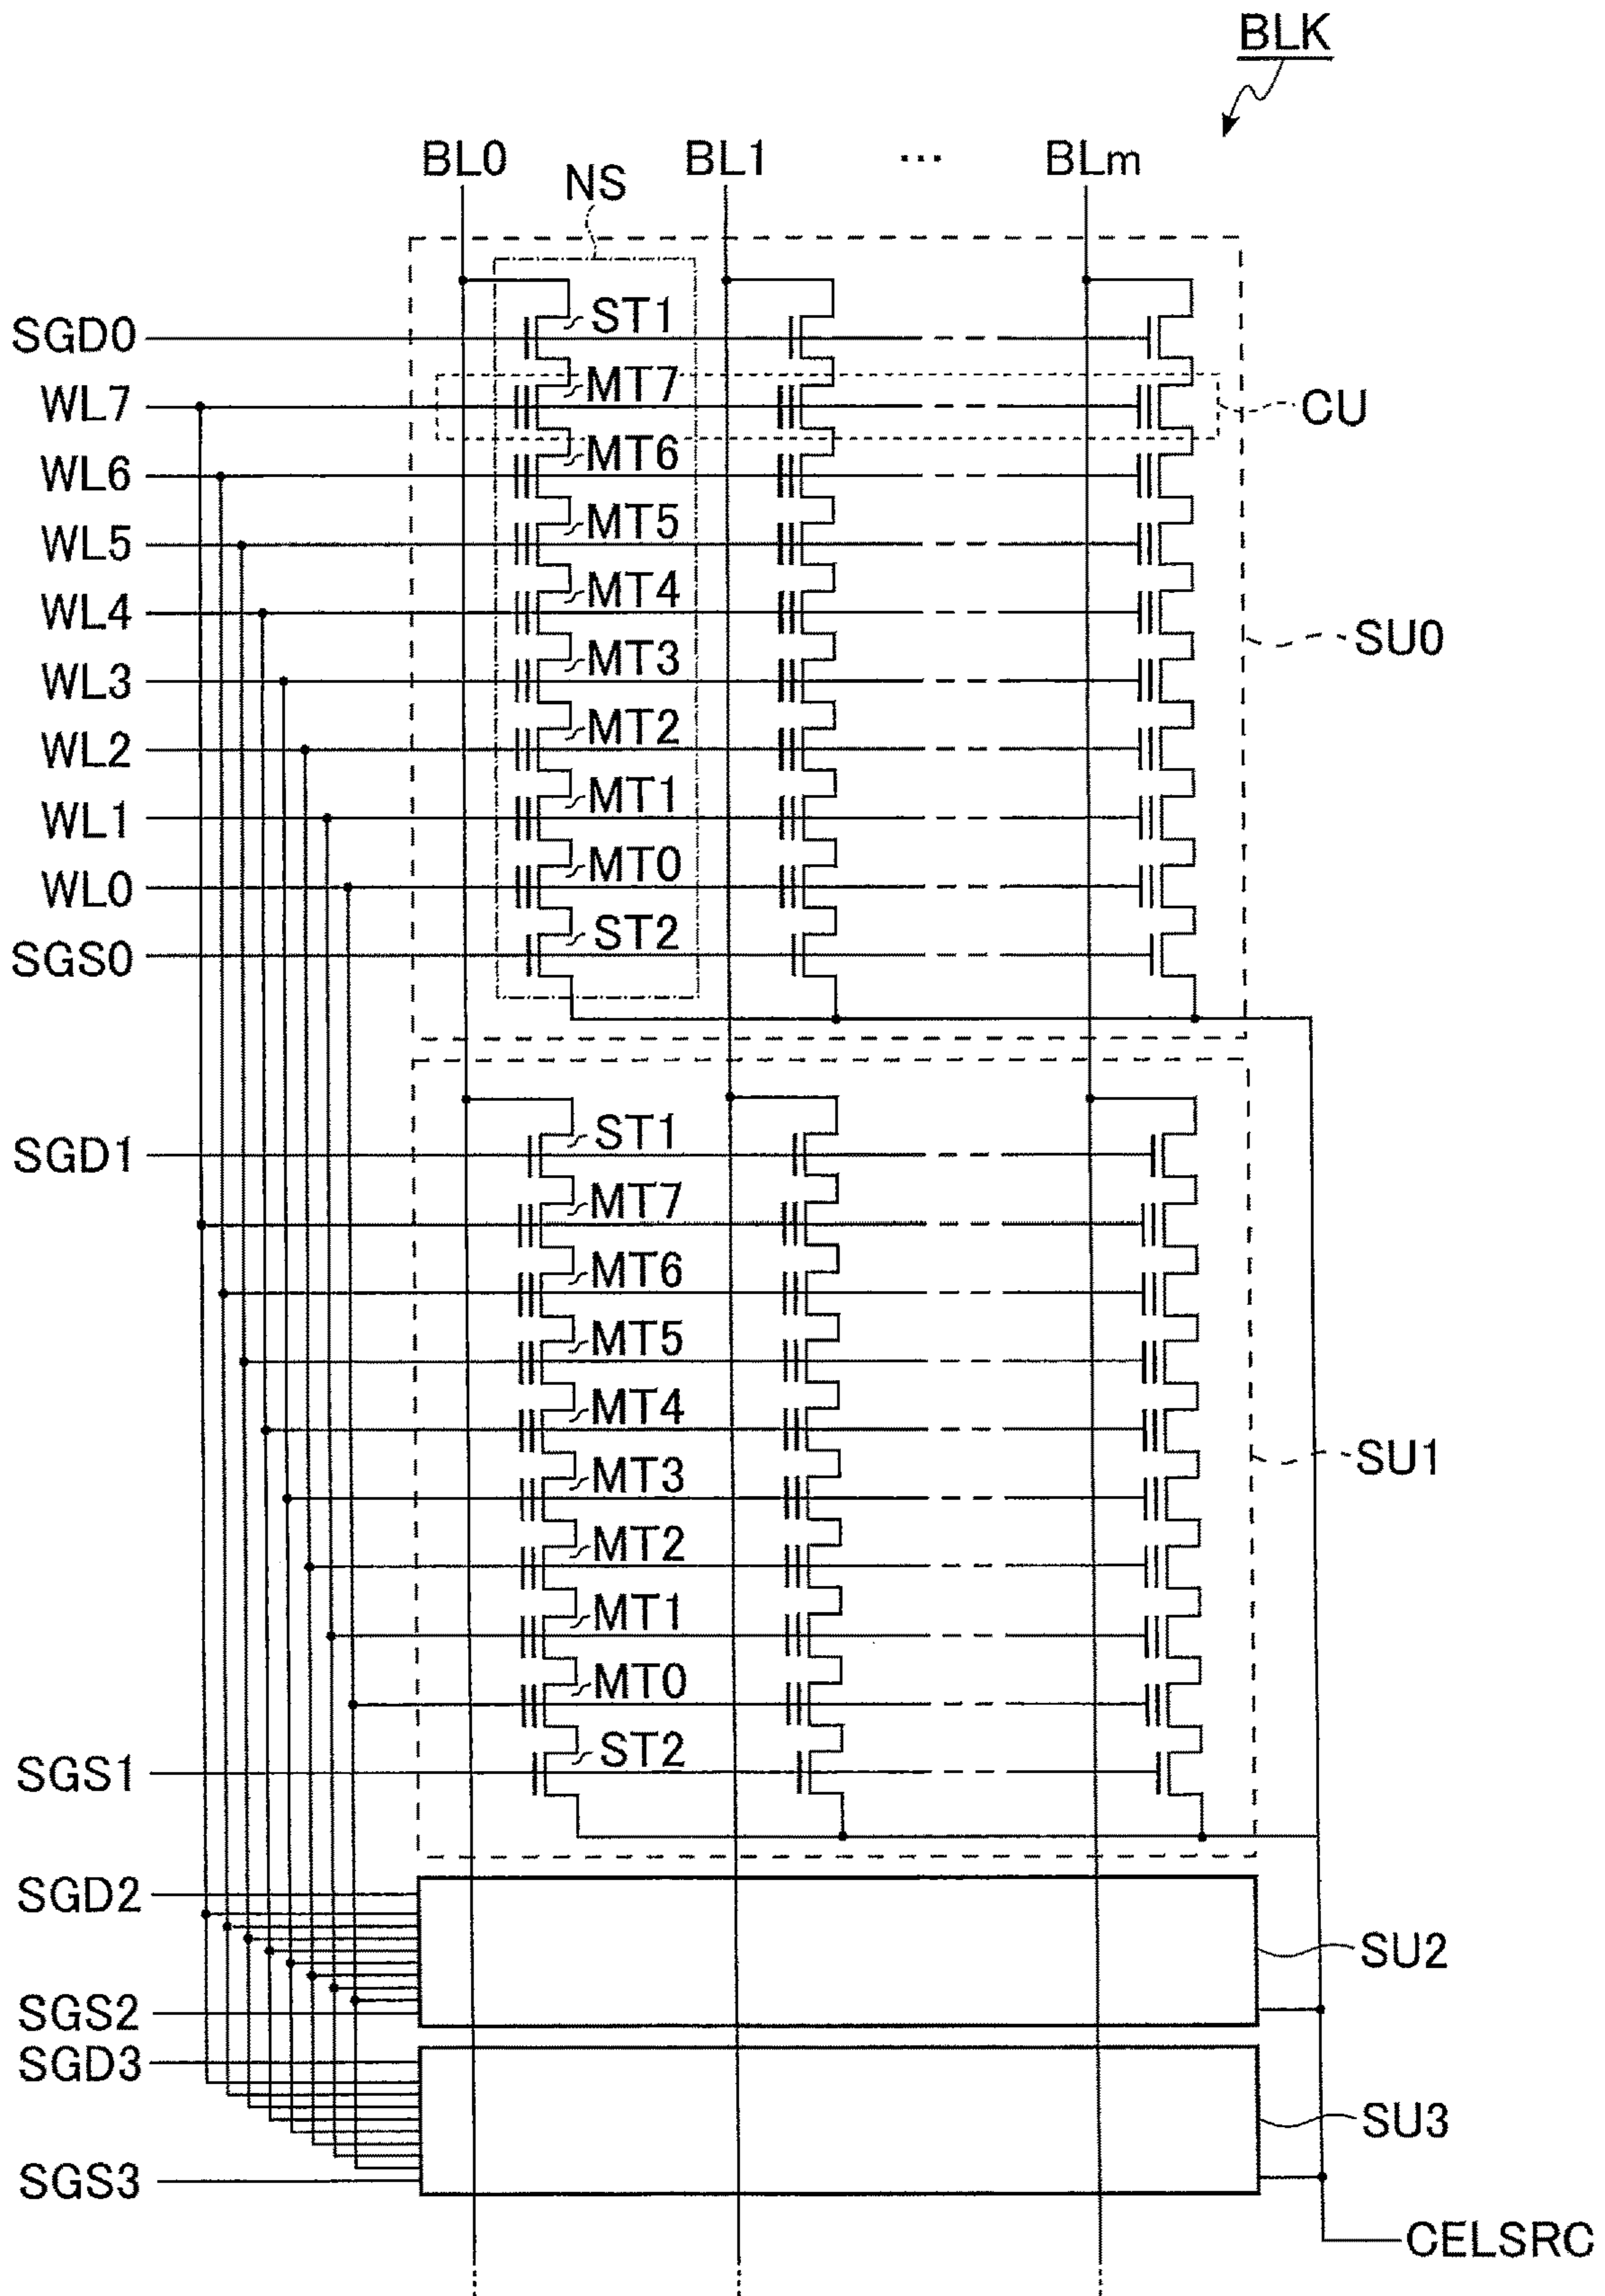 BLK
BL0 BL1 ... BLm
NS
SGD0 ST1
WL7 MT7 CU
WL6 MT6
WL5 MT5
WL4 MT4 SU0
WL3 MT3
WL2 MT2
WL1 MT1
WL0 MT0
SGS0 ST2
SGD1 ST1
MT7
MT6
MT5
MT4
SU1
MT3
MT2
MT1
MT0
SGS1 ST2
SGD2
SU2
SGS2
SGD3
SU3
SGS3
CELSRC